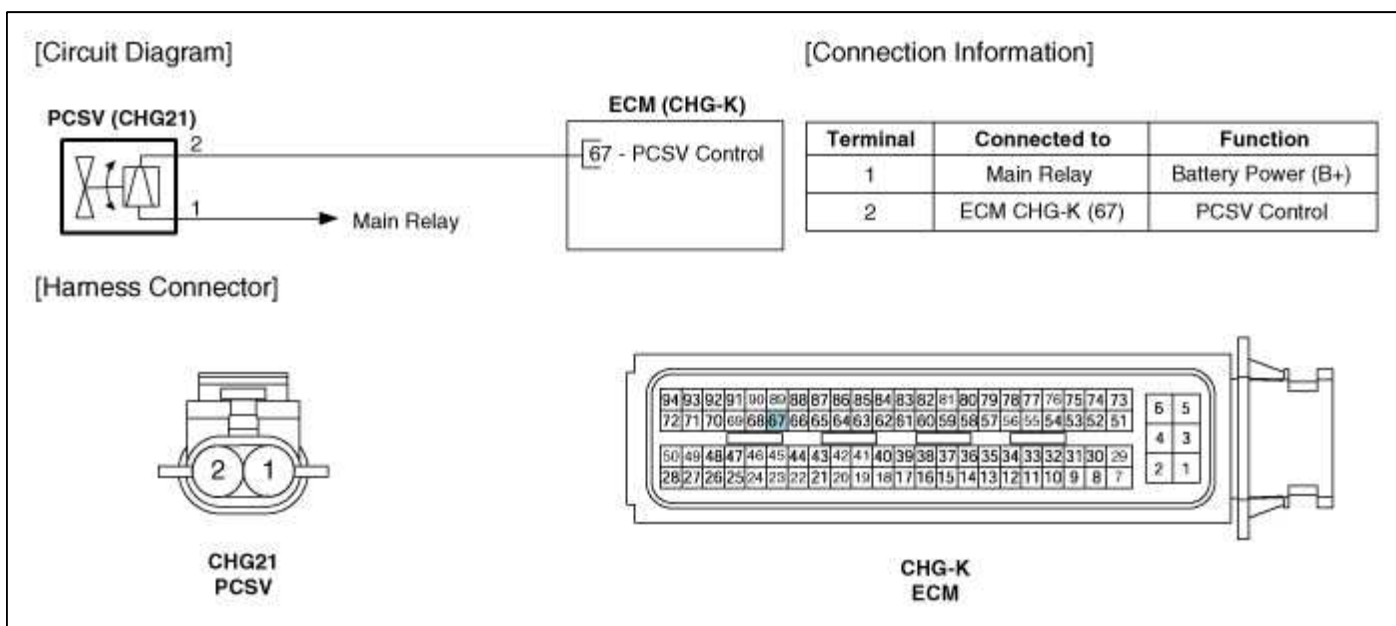 [Circuit Diagram]
[Connection Information]
PCSV (CHG21)
ECM (CHG-K)
2
67 - PCSV Control
1
Main Relay
Terminal Connected to Function
1 Main Relay Battery Power (B+)
2 ECM CHG-K (67) PCSV Control
[Harness Connector]
2 1
CHG21
PCSV
94 93 92 91 90 89 88 87 86 85 84 83 82 81 80 79 78 77 76 75 74 73
72 71 70 69 68 67 66 65 64 63 62 61 60 59 58 57 56 55 54 53 52 51
50 49 48 47 46 45 44 43 42 41 40 39 38 37 36 35 34 33 32 31 30 29
28 27 26 25 24 23 22 21 20 19 18 17 16 15 14 13 12 11 10 9 8 7
6 5
4 3
2 1
CHG-K
ECM